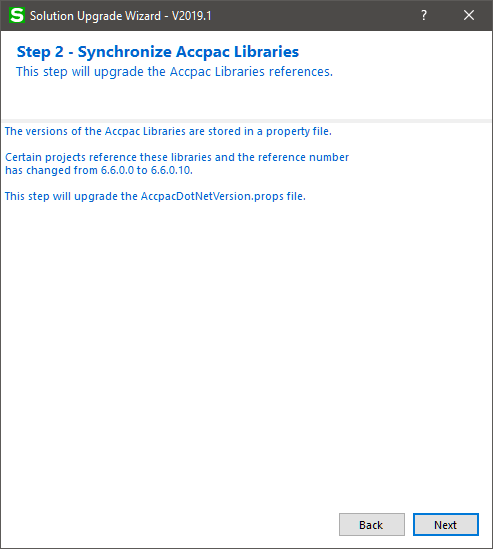 S Solution Upgrade Wizard - V2019.1 ?
Step 2 - Synchronize Accpac Libraries
This step will upgrade the Accpac Libraries references.
The versions of the Accpac Libraries are stored in a property file.
Certain projects reference these libraries and the reference number
has changed from 6.6.0.0 to 6.6.0.10.
This step will upgrade the AccpacDotNetVersion.props file.
Back Next